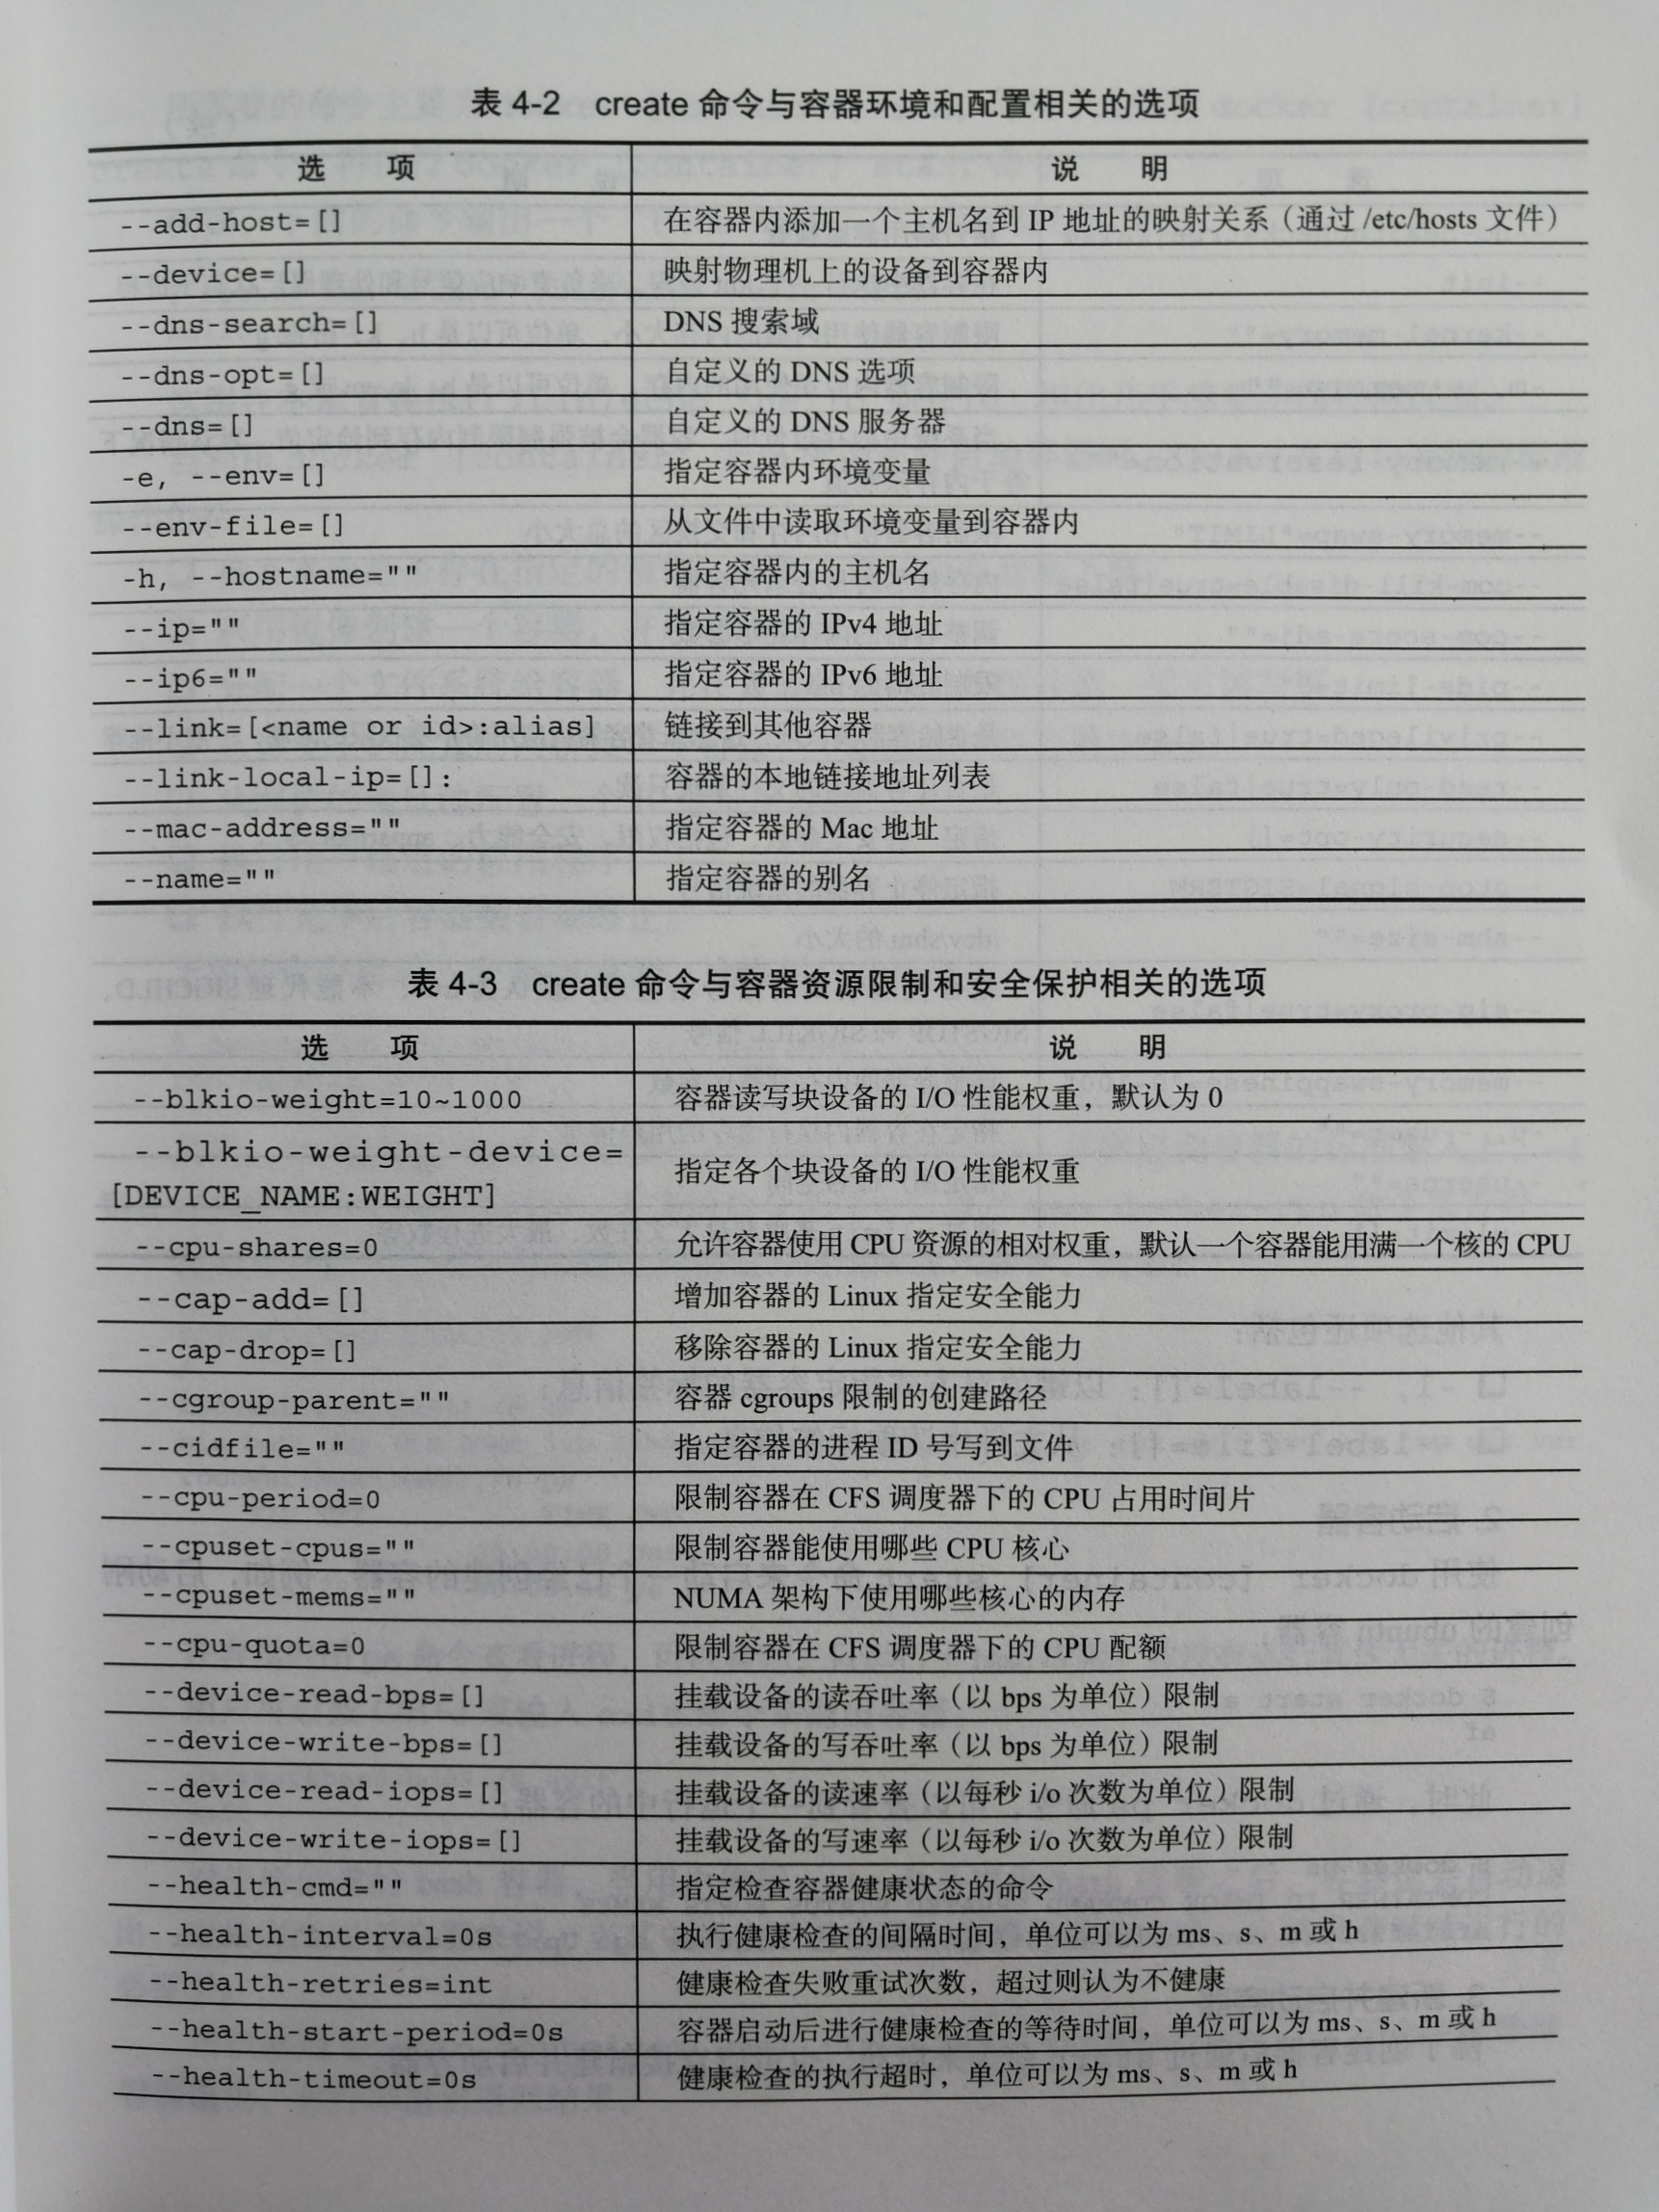 表 4-2 create 命令与容器环境和配置相关的选项
选 项 说 明
--add-host=[] 在容器内添加一个主机名到 IP 地址的映射关系（通过 /etc/hosts 文件）
--device=[] 映射物理机上的设备到容器内
--dns-search=[] DNS 搜索域
--dns-opt=[] 自定义的 DNS 选项
--dns=[] 自定义的 DNS 服务器
-e, --env=[] 指定容器内环境变量
--env-file=[] 从文件中读取环境变量到容器内
-h, --hostname="" 指定容器内的主机名
--ip="" 指定容器的 IPv4 地址
--ip6="" 指定容器的 IPv6 地址
--link=[<name or id>:alias] 链接到其他容器
--link-local-ip=[]: 容器的本地链接地址列表
--mac-address="" 指定容器的 Mac 地址
--name="" 指定容器的别名
表 4-3 create 命令与容器资源限制和安全保护相关的选项
选 项 说 明
--blkio-weight=10~1000 容器读写块设备的 I/O 性能权重，默认为 0
--blkio-weight-device=
[DEVICE_NAME:WEIGHT] 指定各个块设备的 I/O 性能权重
--cpu-shares=0 允许容器使用 CPU 资源的相对权重，默认一个容器能用满一个核的 CPU
--cap-add=[] 增加容器的 Linux 指定安全能力
--cap-drop=[] 移除容器的 Linux 指定安全能力
--cgroup-parent="" 容器 cgroups 限制的创建路径
--cidfile="" 指定容器的进程 ID 号写到文件
--cpu-period=0 限制容器在 CFS 调度器下的 CPU 占用时间片
--cpuset-cpus="" 限制容器能使用哪些 CPU 核心
--cpuset-mems="" NUMA 架构下使用哪些核心的内存
--cpu-quota=0 限制容器在 CFS 调度器下的 CPU 配额
--device-read-bps=[] 挂载设备的读吞吐率（以 bps 为单位）限制
--device-write-bps=[] 挂载设备的写吞吐率（以 bps 为单位）限制
--device-read-iops=[] 挂载设备的读速率（以每秒 i/o 次数为单位）限制
--device-write-iops=[] 挂载设备的写速率（以每秒 i/o 次数为单位）限制
--health-cmd="" 指定检查容器健康状态的命令
--health-interval=0s 执行健康检查的间隔时间，单位可以为 ms、s、m 或 h
--health-retries=int 健康检查失败重试次数，超过则认为不健康
--health-start-period=0s 容器启动后进行健康检查的等待时间，单位可以为 ms、s、m 或 h
--health-timeout=0s 健康检查的执行超时，单位可以为 ms、s、m 或 h